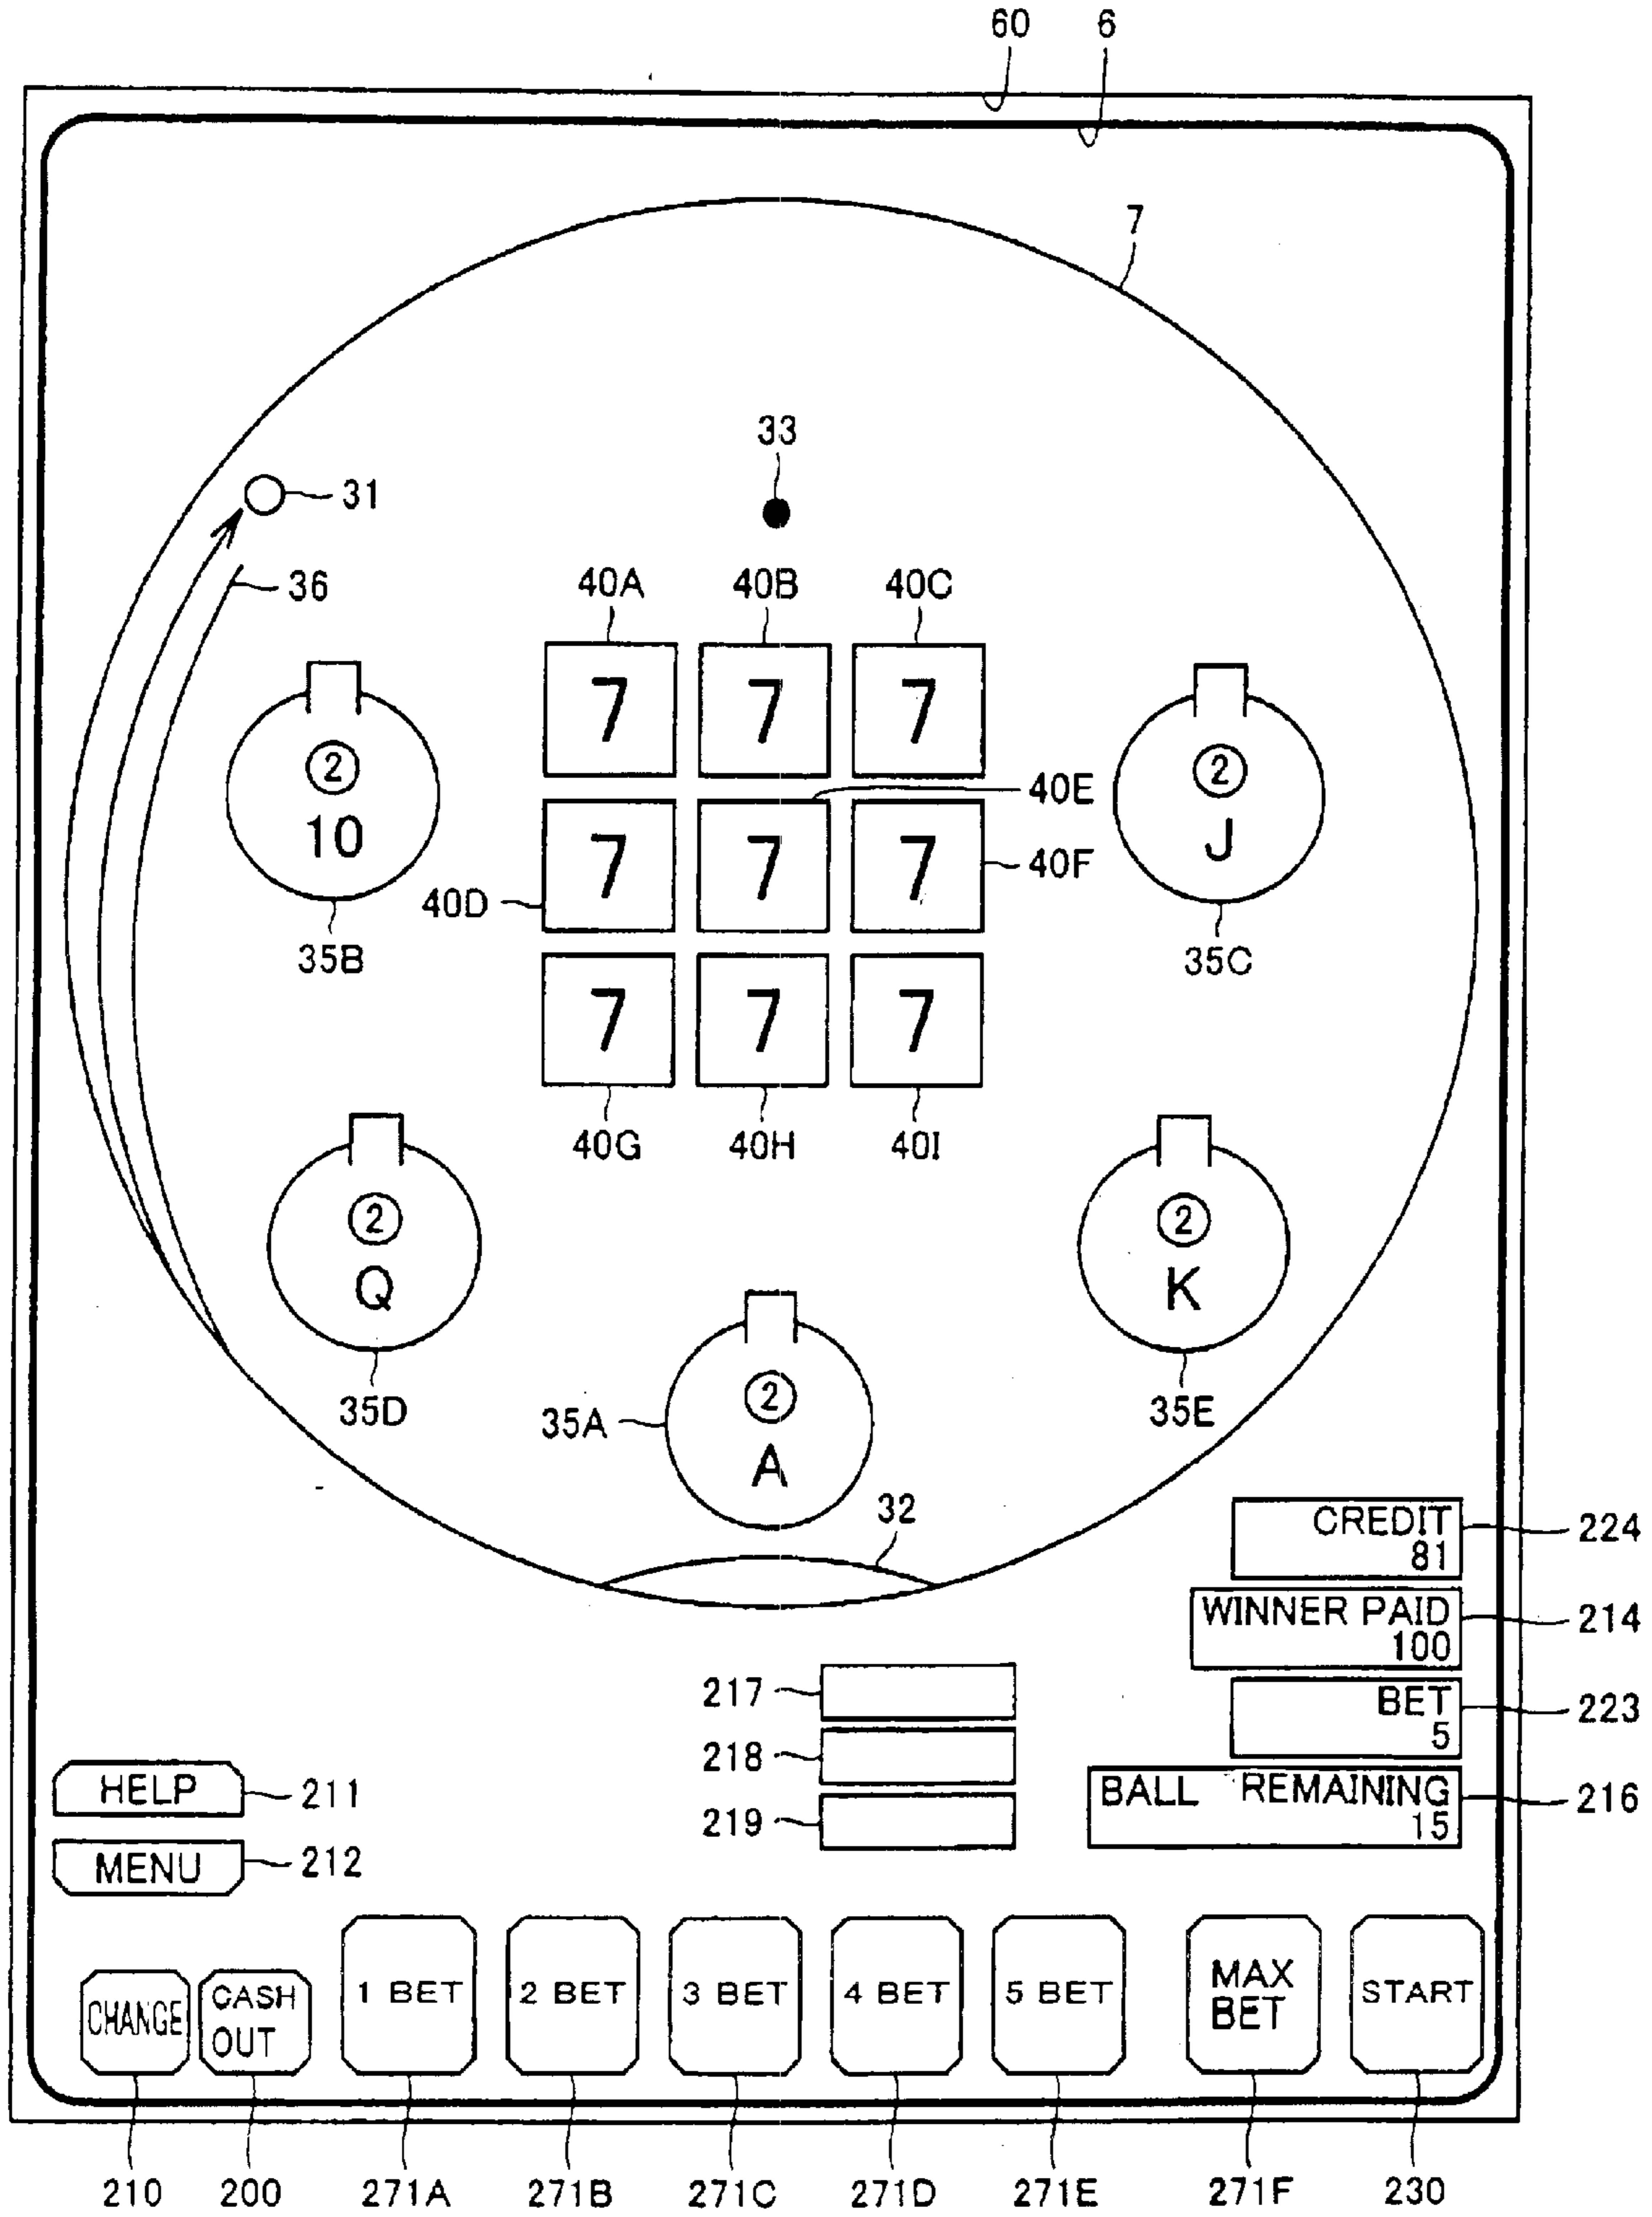 60 6
7
33
31
36
40A 40B 40C
7 7 7
② 10
② J
40E
7 7 7
40F
40D
35B
35C
7 7 7
40G 40H 40I
② Q
② K
35D
35E
35A
② A
32
CREDIT
81
224
WINNER PAID
100
214
217
BET
5
223
218
HELP
211
BALL REMAINING
15
216
219
MENU
212
CHANGE
CASH
OUT
1 BET
2 BET
3 BET
4 BET
5 BET
MAX
BET
START
210 200 271A 271B 271C 271D 271E 271F 230